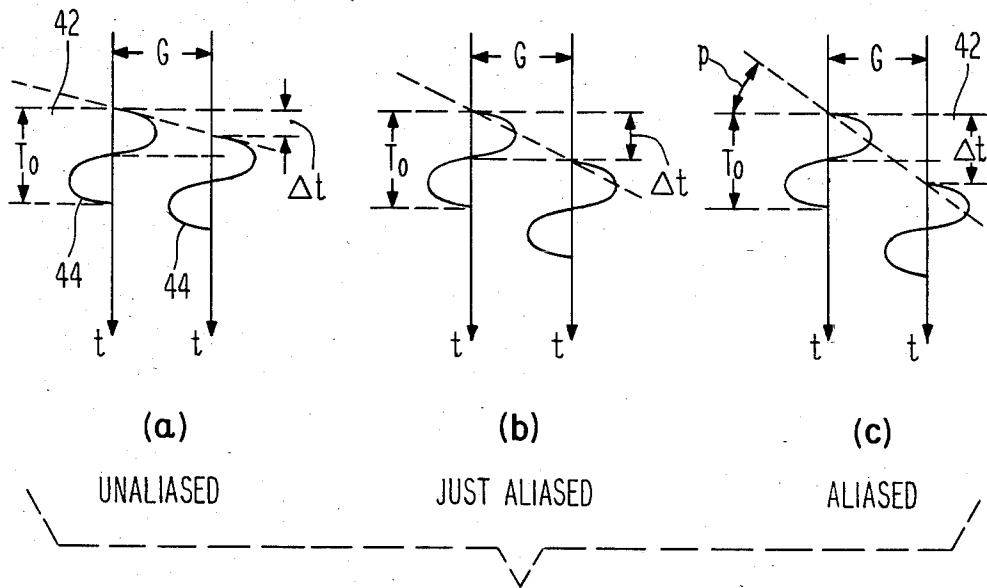 42
G
T0
Δt
44
44
t
t
(a)
UNALIASED
G
T0
Δt
t
t
(b)
JUST ALIASED
p
G
42
T0
Δt
t
t
(c)
ALIASED